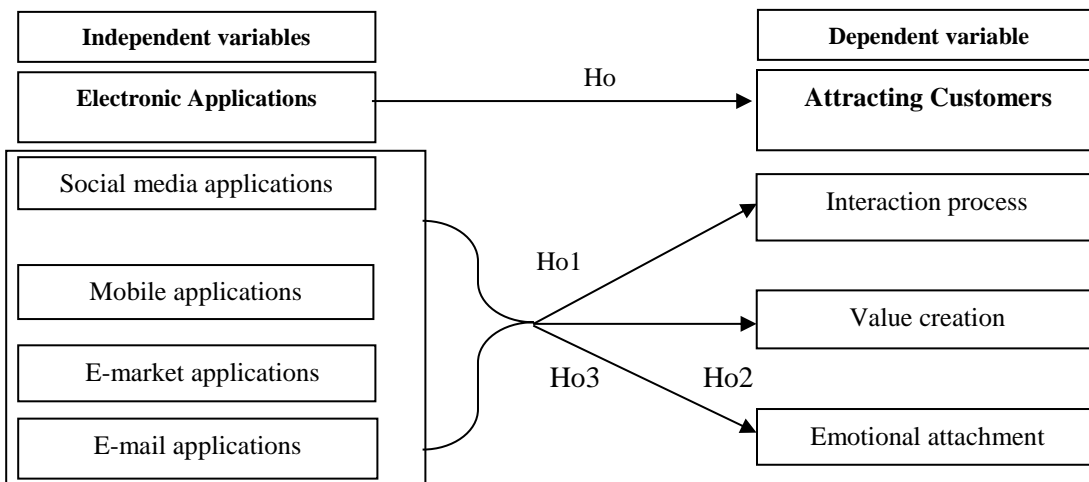 Independent variables
Dependent variable
Electronic Applications
Ho
Attracting Customers
Social media applications
Interaction process
Ho1
Mobile applications
Value creation
E-market applications
Ho3
Ho2
E-mail applications
Emotional attachment